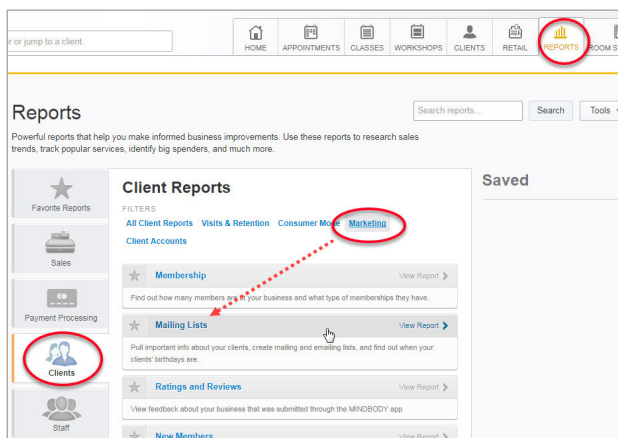 or jump to a client
HOME
APPOINTMENTS
CLASSES
WORKSHOPS
CLIENTS
RETAIL
REPORTS
ROOM S
Reports
Search reports...
Search
Tools
Powerful reports that help you make informed business improvements. Use these reports to research sales
trends, track popular services, identify big spenders, and much more.
Favorite Reports
Sales
Payment Processing
Clients
Staff
Client Reports
FILTERS
All Client Reports Visits & Retention Consumer Mode Marketing
Client Accounts
Membership View Report
Find out how many members are at your business and what type of memberships they have.
Mailing Lists View Report
Pull important info about your clients, create mailing and emailing lists, and find out when your
clients' birthdays are.
Ratings and Reviews View Report
View feedback about your business that was submitted through the MINDBODY app
New Members View Report
Saved